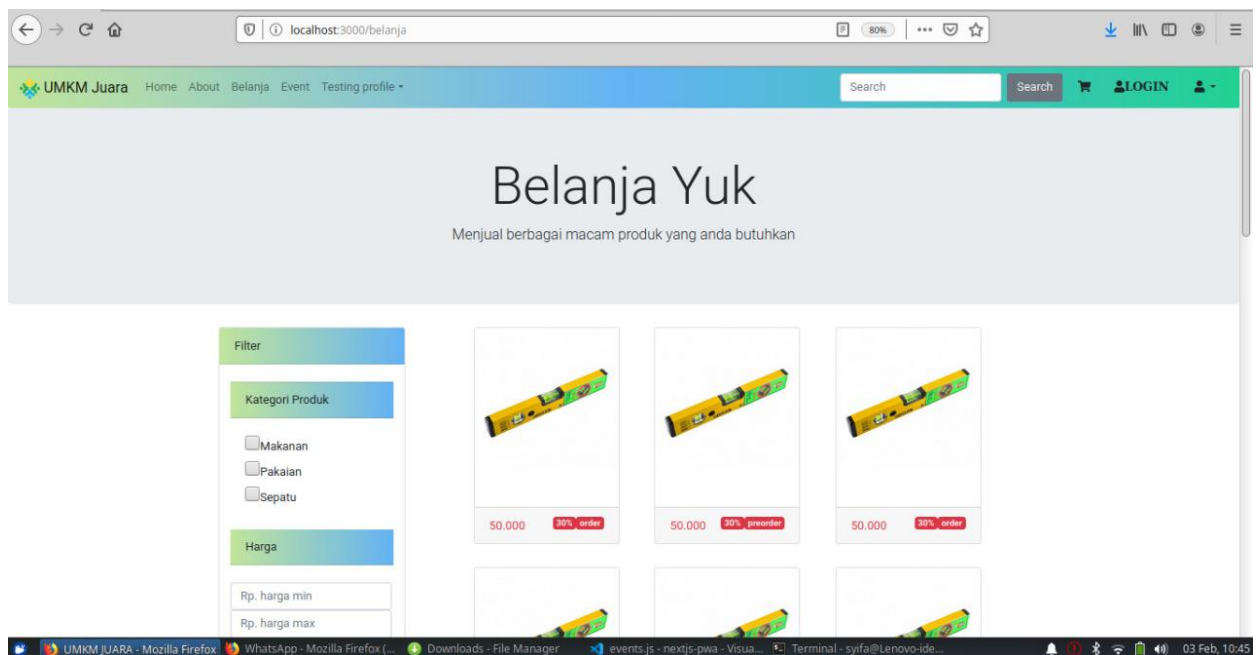 localhost:3000/belanja
80%
UMKM Juara Home About Belanja Event Testing profile Search Search LOGIN
Belanja Yuk
Menjual berbagai macam produk yang anda butuhkan
Filter
Kategori Produk
Makanan
Pakaian
Sepatu
Harga
Rp. harga min
Rp. harga max
50.000 30% order
50.000 30% preorder
50.000 30% order
UMKM JUARA - Mozilla Firefox WhatsApp - Mozilla Firefox (... Downloads - File Manager events.js - nextjs-pwa - Visua... Terminal - syifa@Lenovo-ide... 03 Feb, 10:45